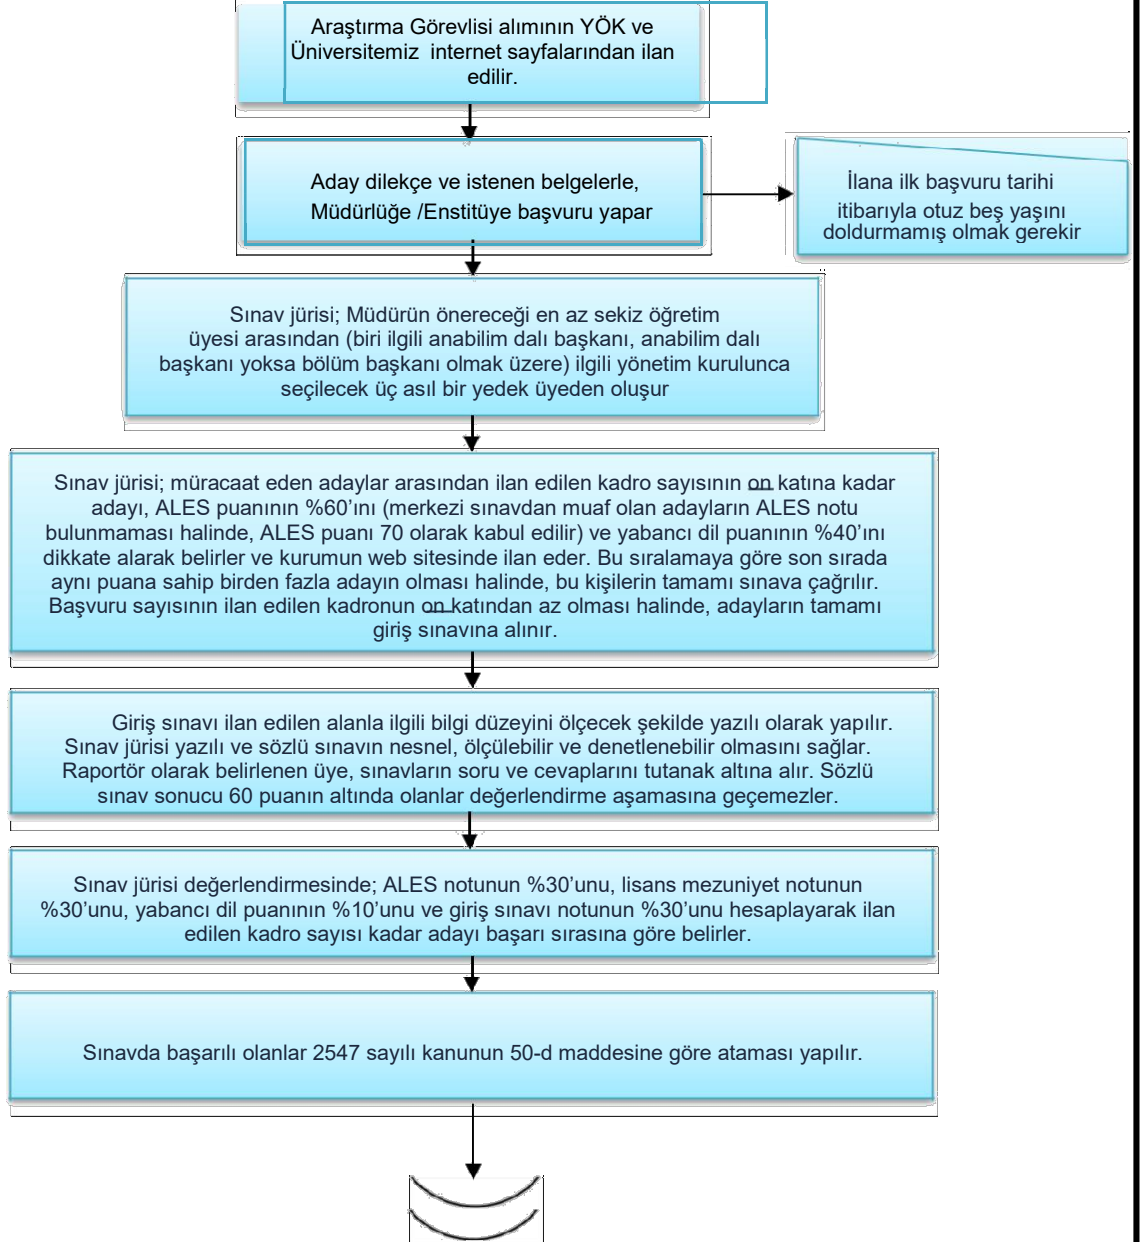 Araştırma Görevlisi alımının YÖK ve
Üniversitemiz internet sayfalarından ilan
edilir.
Aday dilekçe ve istenen belgelerle,
Müdürlüğe /Enstitüye başvuru yapar
İlana ilk başvuru tarihi
itibarıyla otuz beş yaşını
doldurmamış olmak gerekir
Sınav jürisi; Müdürün önereceği en az sekiz öğretim
üyesi arasından (biri ilgili anabilim dalı başkanı, anabilim dalı
başkanı yoksa bölüm başkanı olmak üzere) ilgili yönetim kurulunca
seçilecek üç asıl bir yedek üyeden oluşur
Sınav jürisi; müracaat eden adaylar arasından ilan edilen kadro sayısının on katına kadar
adayı, ALES puanının %60’ını (merkezi sınavdan muaf olan adayların ALES notu
bulunmaması halinde, ALES puanı 70 olarak kabul edilir) ve yabancı dil puanının %40’ını
dikkate alarak belirler ve kurumun web sitesinde ilan eder. Bu sıralamaya göre son sırada
aynı puana sahip birden fazla adayın olması halinde, bu kişilerin tamamı sınava çağrılır.
Başvuru sayısının ilan edilen kadronun on katından az olması halinde, adayların tamamı
giriş sınavına alınır.
Giriş sınavı ilan edilen alanla ilgili bilgi düzeyini ölçecek şekilde yazılı olarak yapılır.
Sınav jürisi yazılı ve sözlü sınavın nesnel, ölçülebilir ve denetlenebilir olmasını sağlar.
Raportör olarak belirlenen üye, sınavların soru ve cevaplarını tutanak altına alır. Sözlü
sınav sonucu 60 puanın altında olanlar değerlendirme aşamasına geçemezler.
Sınav jürisi değerlendirmesinde; ALES notunun %30’unu, lisans mezuniyet notunun
%30’unu, yabancı dil puanının %10’unu ve giriş sınavı notunun %30’unu hesaplayarak ilan
edilen kadro sayısı kadar adayı başarı sırasına göre belirler.
Sınavda başarılı olanlar 2547 sayılı kanunun 50-d maddesine göre ataması yapılır.